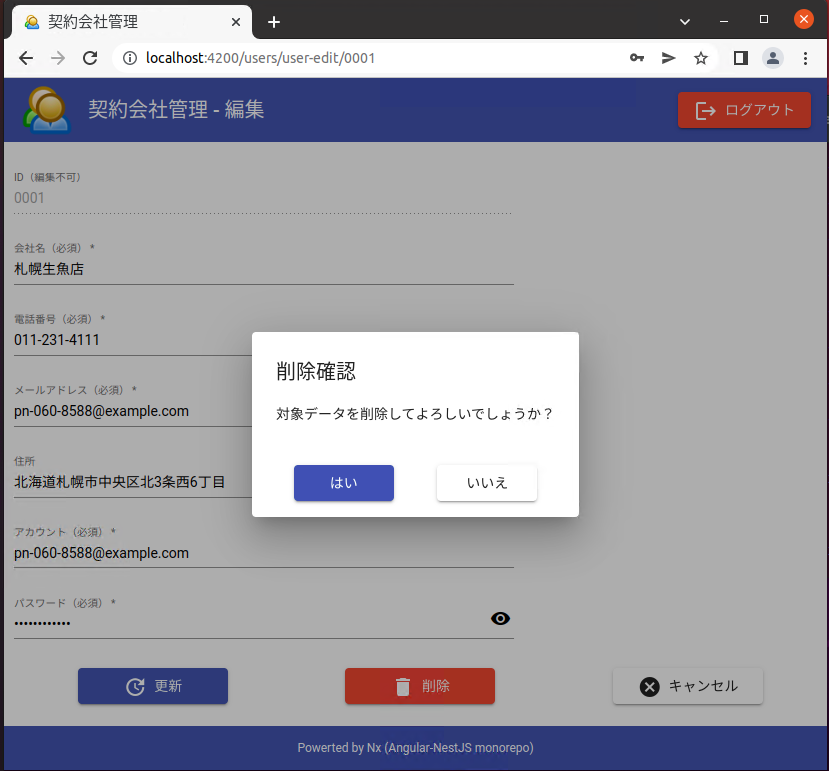 契約会社管理
localhost:4200/users/user-edit/0001
契約会社管理 - 編集
ログアウト
ID（編集不可）
0001
会社名（必須） *
札幌生魚店
電話番号（必須） *
011-231-4111
メールアドレス（必須） *
pn-060-8588@example.com
住所
北海道札幌市中央区北3条西6丁目
アカウント（必須） *
pn-060-8588@example.com
パスワード（必須） *
••••••••••••
削除確認
対象データを削除してよろしいでしょうか？
はい
いいえ
更新
削除
キャンセル
Powerted by Nx (Angular-NestJS monorepo)